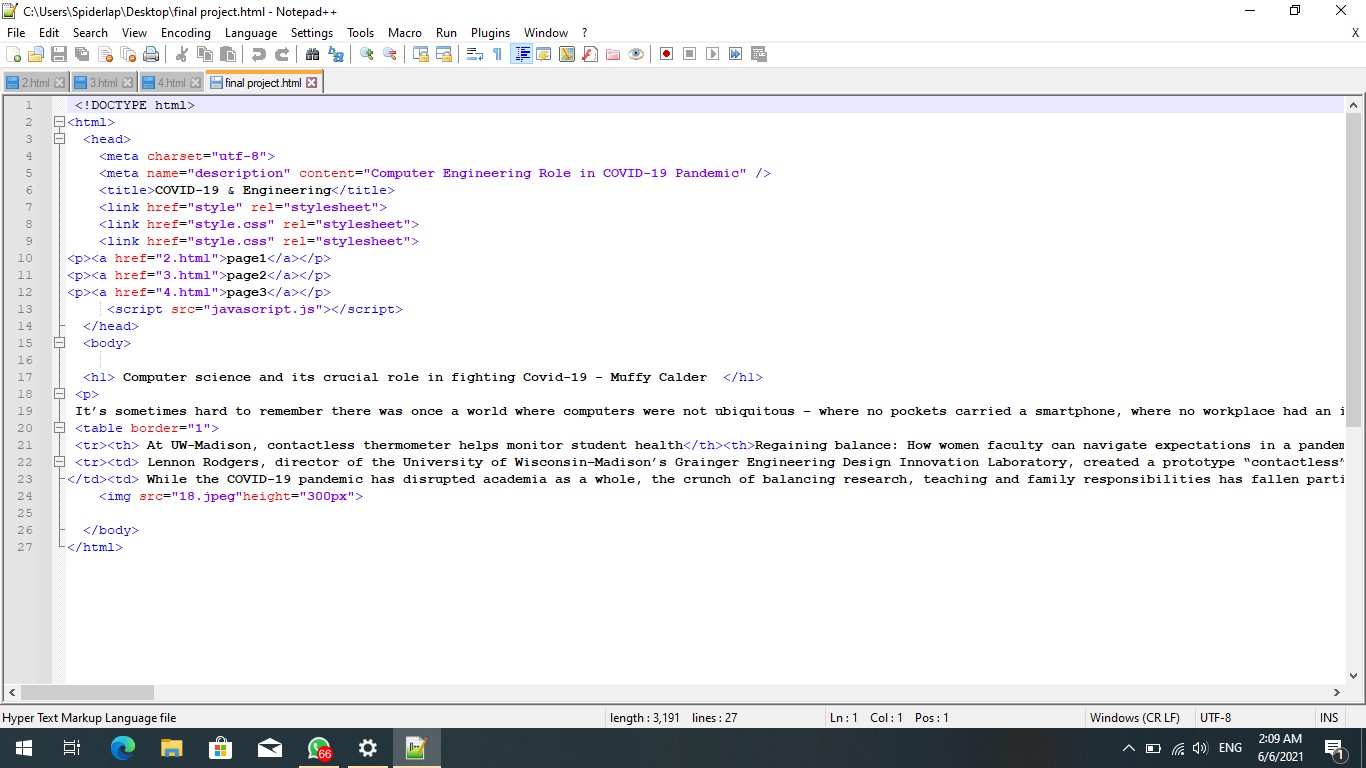 C:\Users\Spiderlap\Desktop\final project.html - Notepad++
File Edit Search View Encoding Language Settings Tools Macro Run Plugins Window ? X
2.html 3.html 4.html final project.html
1 <!DOCTYPE html>
2 <html>
3 <head>
4 <meta charset="utf-8">
5 <meta name="description" content="Computer Engineering Role in COVID-19 Pandemic" />
6 <title>COVID-19 & Engineering</title>
7 <link href="style" rel="stylesheet">
8 <link href="style.css" rel="stylesheet">
9 <link href="style.css" rel="stylesheet">
10 <p><a href="2.html">page1</a></p>
11 <p><a href="3.html">page2</a></p>
12 <p><a href="4.html">page3</a></p>
13 <script src="javascript.js"></script>
14 </head>
15 <body>
16
17 <h1> Computer science and its crucial role in fighting Covid-19 - Muffy Calder </h1>
18 <p>
19 It’s sometimes hard to remember there was once a world where computers were not ubiquitous – where no pockets carried a smartphone, where no workplace had an i
20 <table border="1">
21 <tr><th> At UW-Madison, contactless thermometer helps monitor student health</th><th>Regaining balance: How women faculty can navigate expectations in a pandem
22 <tr><td> Lennon Rodgers, director of the University of Wisconsin–Madison’s Grainger Engineering Design Innovation Laboratory, created a prototype “contactless”
23 </td><td> While the COVID-19 pandemic has disrupted academia as a whole, the crunch of balancing research, teaching and family responsibilities has fallen parti
24 <img src="18.jpeg"height="300px">
25
26 </body>
27 </html>
Hyper Text Markup Language file length : 3,191 lines : 27 Ln : 1 Col : 1 Pos : 1 Windows (CR LF) UTF-8 INS
66 ENG 2:09 AM 1
6/6/2021